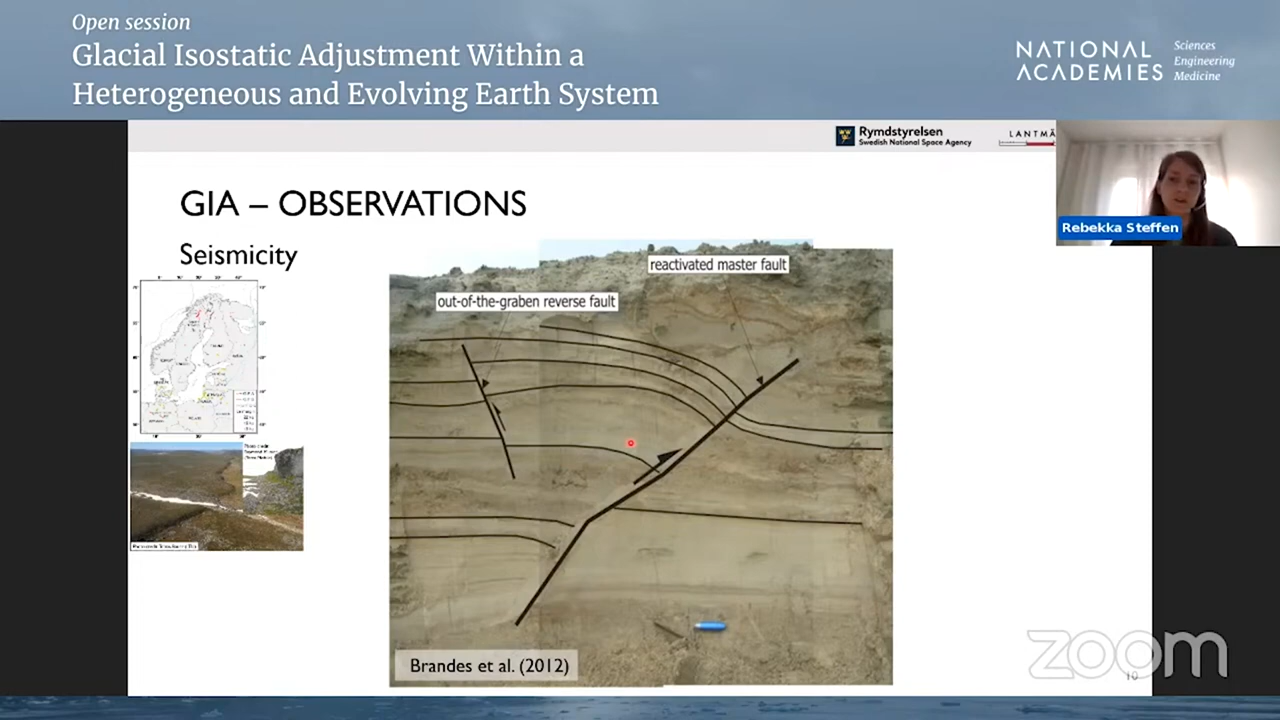 Open session
Glacial Isostatic Adjustment Within a
Heterogeneous and Evolving Earth System
NATIONAL
ACADEMIES
Sciences
Engineering
Medicine
Rymdstyrelsen
Swedish National Space Agency
LANTMÄ
Rebekka Steffen
GIA – OBSERVATIONS
Seismicity
reactivated master fault
out-of-the-graben reverse fault
Brandes et al. (2012)
zoom
10